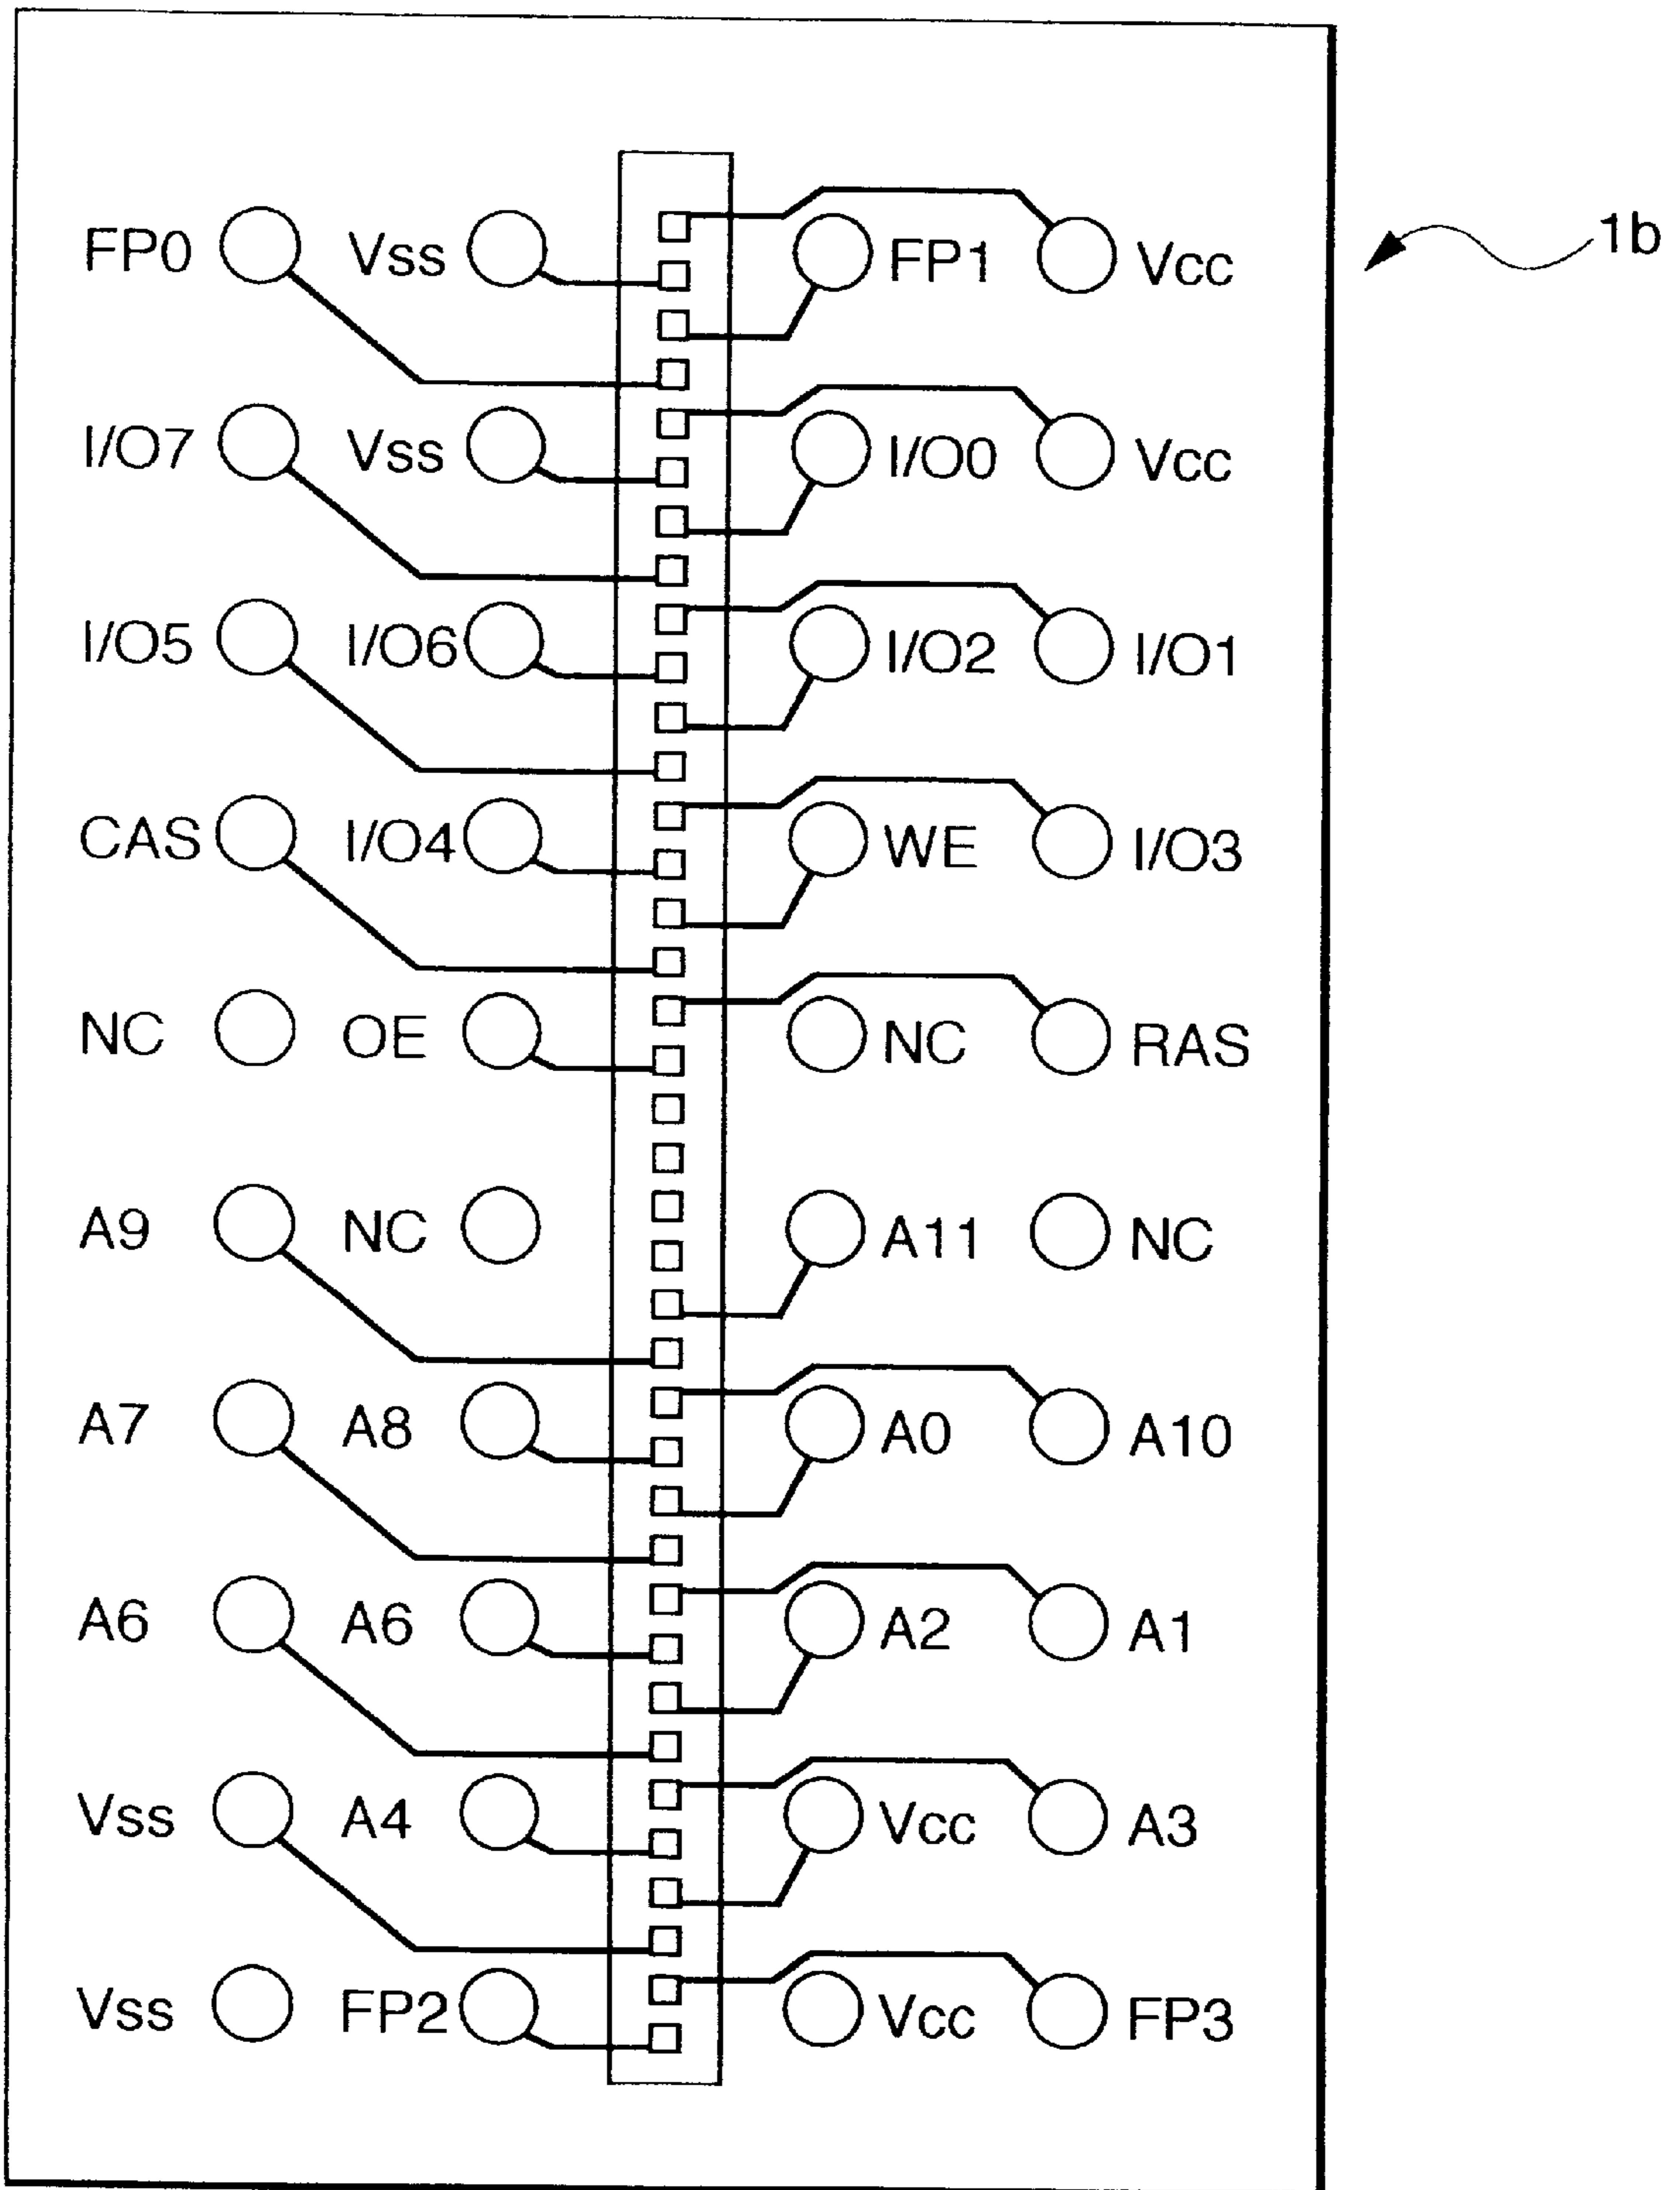 FP0 Vss FP1 Vcc 1b
I/O7 Vss I/O0 Vcc
I/O5 I/O6 I/O2 I/O1
CAS I/O4 WE I/O3
NC OE NC RAS
A9 NC A11 NC
A7 A8 A0 A10
A6 A6 A2 A1
Vss A4 Vcc A3
Vss FP2 Vcc FP3